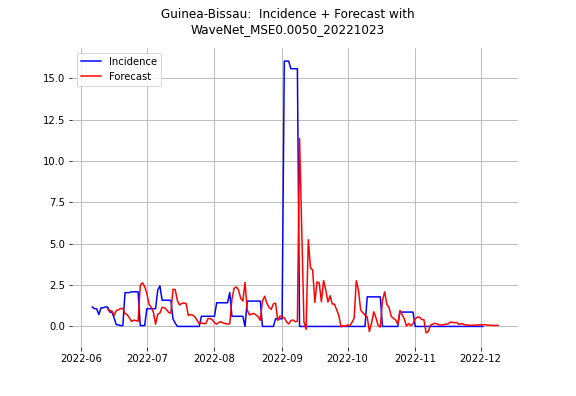 Guinea-Bissau:  Incidence + Forecast with
WaveNet_MSE0.0050_20221023
Incidence
Forecast
15.0
12.5
10.0
7.5
5.0
2.5
0.0
2022-06 2022-07 2022-08 2022-09 2022-10 2022-11 2022-12